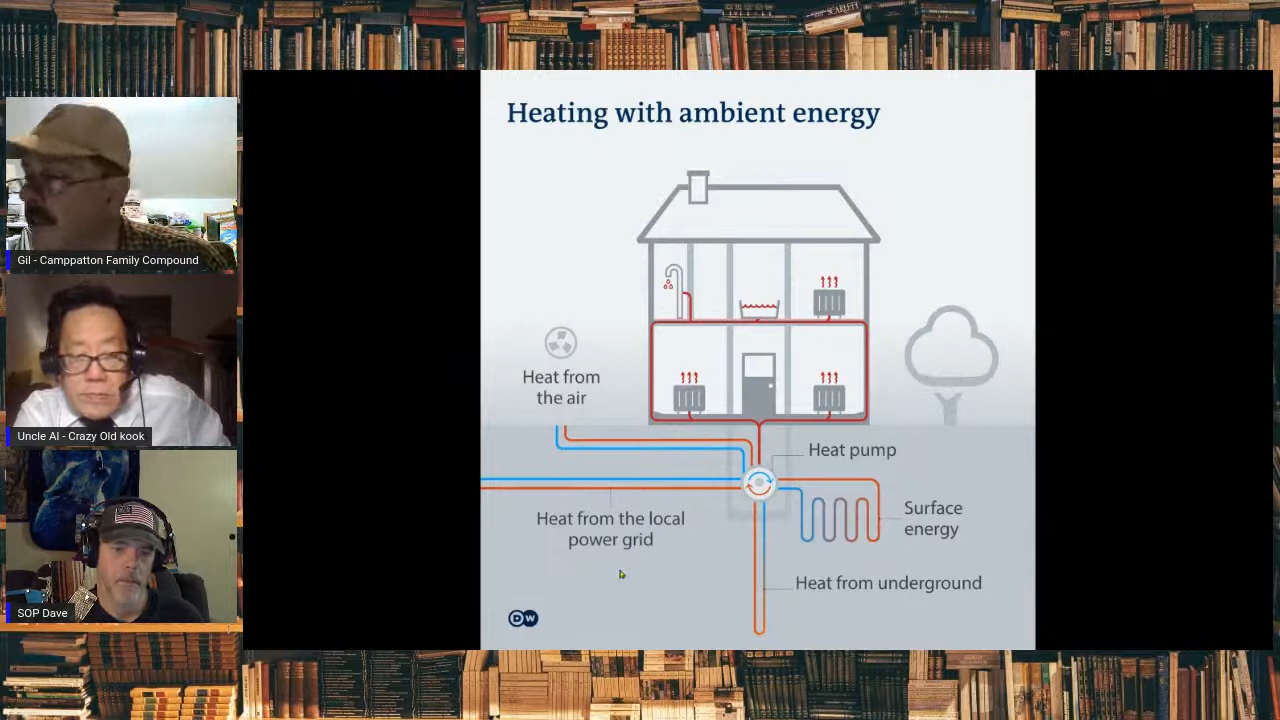 SCARLETT
Heating with ambient energy
Gil - Camppatton Family Compound
Heat from
the air
Uncle Al - Crazy Old kook
Heat pump
Heat from the local
power grid
Surface
energy
Heat from underground
SOP Dave
DW